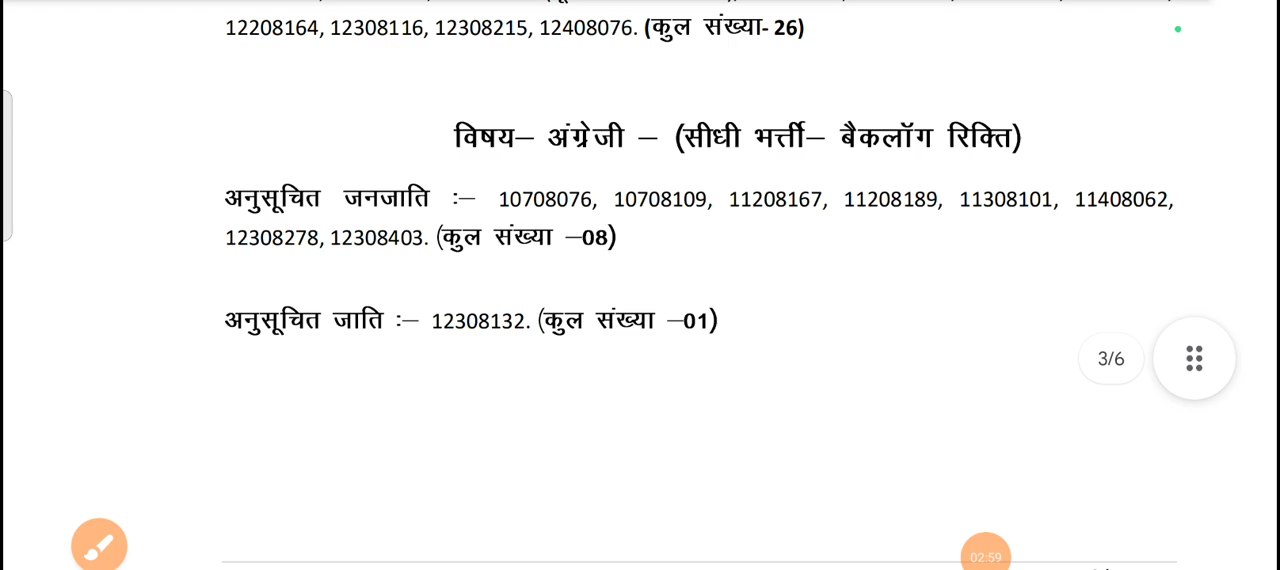 12208164, 12308116, 12308215, 12408076. (कुल संख्या- 26)
विषय– अंग्रेजी – (सीधी भर्त्ती– बैकलॉग रिक्ति)
अनुसूचित जनजाति :– 10708076, 10708109, 11208167, 11208189, 11308101, 11408062,
12308278, 12308403. (कुल संख्या –08)
अनुसूचित जाति :– 12308132. (कुल संख्या –01)
3/6
02:59